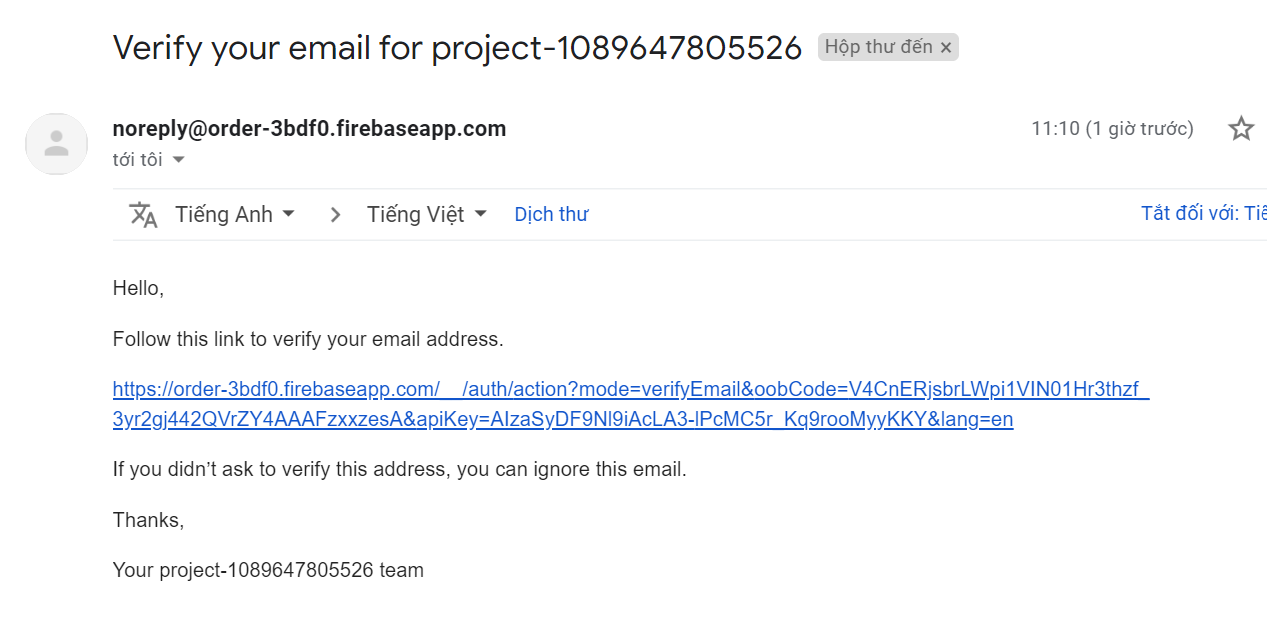 Verify your email for project-1089647805526 Hộp thư đến ×
noreply@order-3bdf0.firebaseapp.com 11:10 (1 giờ trước)
tới tôi
Tiếng Anh > Tiếng Việt Dịch thư Tắt đối với: Tiế
Hello,
Follow this link to verify your email address.
https://order-3bdf0.firebaseapp.com/__/auth/action?mode=verifyEmail&oobCode=V4CnERjsbrLWpi1VIN01Hr3thzf_
3yr2gj442QVrZY4AAAFzxxzesA&apiKey=AIzaSyDF9Nl9iAcLA3-lPcMC5r_Kq9rooMyyKKY&lang=en
If you didn’t ask to verify this address, you can ignore this email.
Thanks,
Your project-1089647805526 team